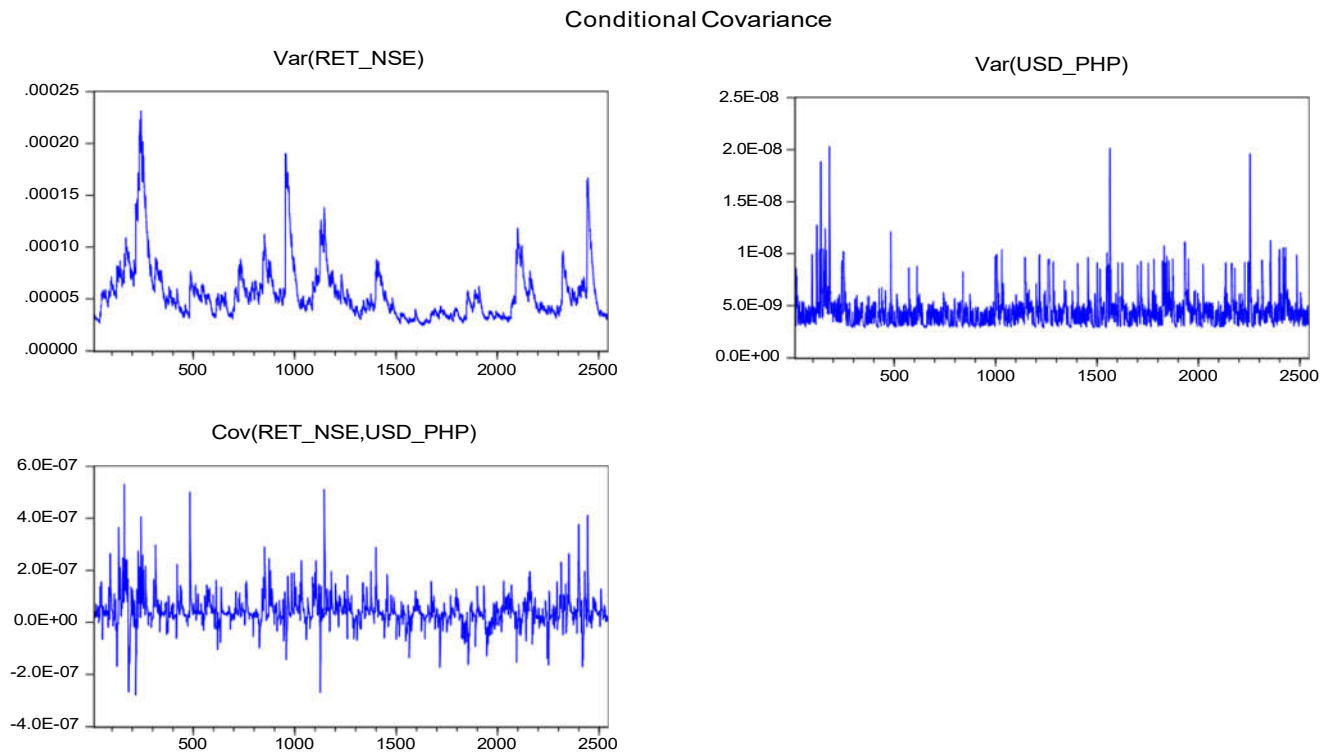 Conditional Covariance
Var(RET_NSE)
.00025
.00020
.00015
.00010
.00005
.00000
500 1000 1500 2000 2500
Var(USD_PHP)
2.5E-08
2.0E-08
1.5E-08
1.0E-08
5.0E-09
0.0E+00
500 1000 1500 2000 2500
Cov(RET_NSE,USD_PHP)
6.0E-07
4.0E-07
2.0E-07
0.0E+00
-2.0E-07
-4.0E-07
500 1000 1500 2000 2500